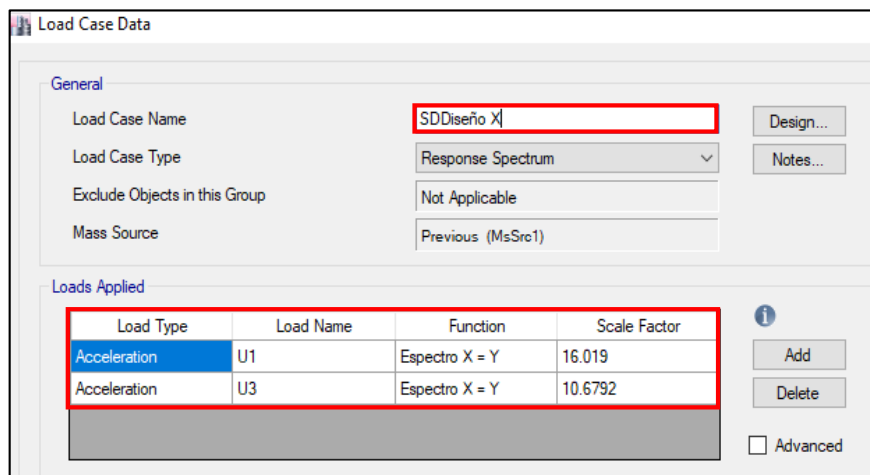 Load Case Data
General
Load Case Name SDDiseño X Design...
Load Case Type Response Spectrum Notes...
Exclude Objects in this Group Not Applicable
Mass Source Previous (MsSrc1)
Loads Applied
Load Type Load Name Function Scale Factor
Acceleration U1 Espectro X = Y 16.019 Add
Acceleration U3 Espectro X = Y 10.6792 Delete
Advanced